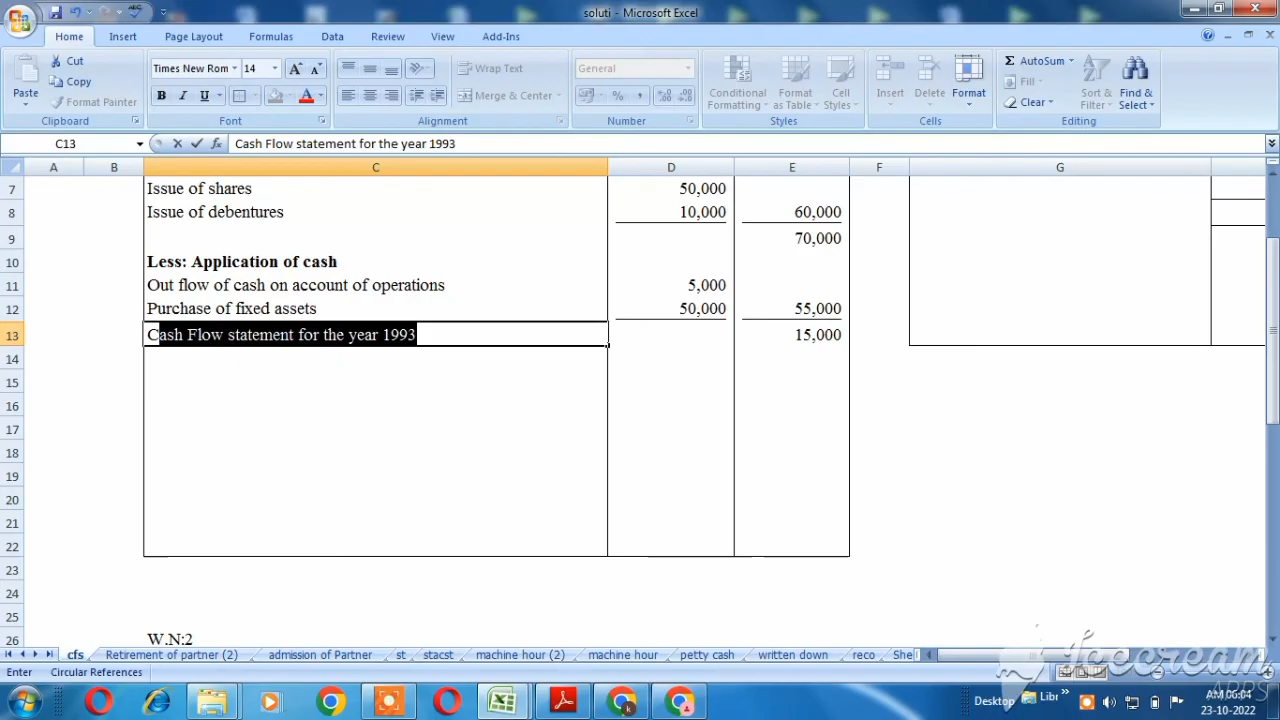 soluti - Microsoft Excel
Home Insert Page Layout Formulas Data Review View Add-Ins
Paste
Cut
Copy
Format Painter
Clipboard
Times New Rom 14
B I U A
Font
Wrap Text
Merge & Center
Alignment
General
%
Number
Conditional Formatting
Format as Table
Cell Styles
Styles
Insert Delete Format
Cells
AutoSum
Fill
Clear
Sort & Filter
Find & Select
Editing
C13 fx Cash Flow statement for the year 1993
A B C D E F G
7 Issue of shares 50,000
8 Issue of debentures 10,000 60,000
9 70,000
10 Less: Application of cash
11 Out flow of cash on account of operations 5,000
12 Purchase of fixed assets 50,000 55,000
13 Cash Flow statement for the year 1993 15,000
14
15
16
17
18
19
20
21
22
23
24
25
26 W.N:2
cfs Retirement of partner (2) admission of Partner st stacst machine hour (2) machine hour petty cash written down reco She
Enter Circular References
Icecream
APPS
Desktop Libr » AM 06:04
23-10-2022